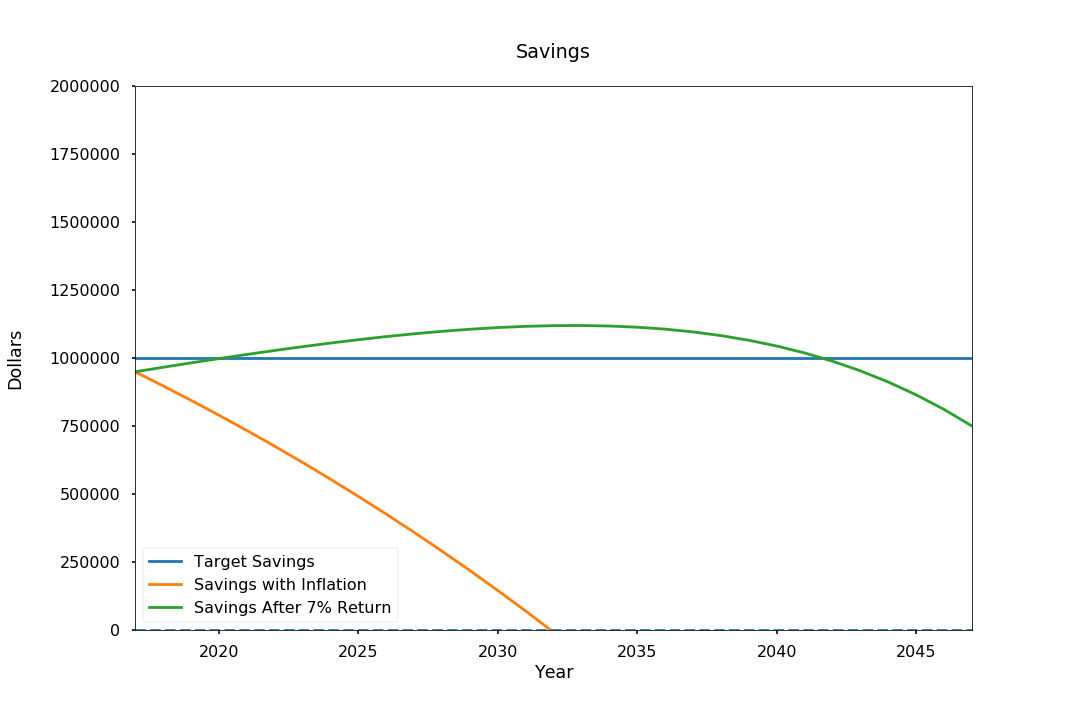 Savings
2000000
1750000
1500000
1250000
1000000
750000
500000
250000
0
Dollars
Target Savings
Savings with Inflation
Savings After 7% Return
2020 2025 2030 2035 2040 2045
Year